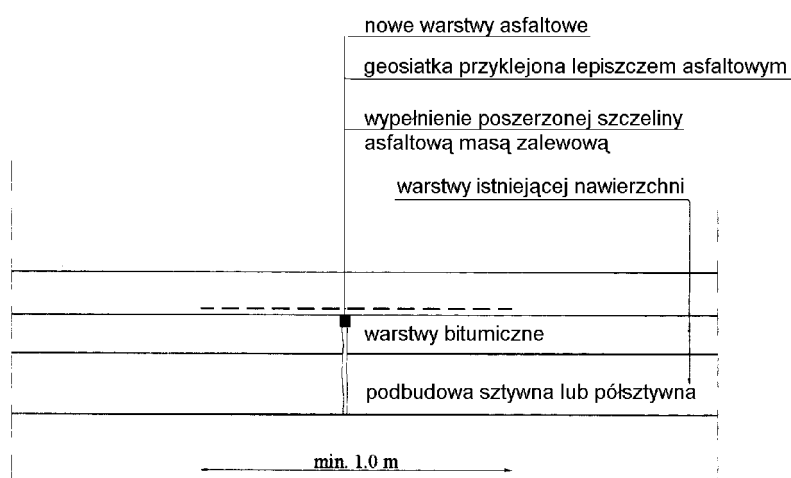 nowe warstwy asfaltowe
geosiatka przyklejona lepiszczem asfaltowym
wypełnienie poszerzonej szczeliny
asfaltową masą zalewową
warstwy istniejącej nawierzchni
warstwy bitumiczne
podbudowa sztywna lub półsztywna
min. 1.0 m